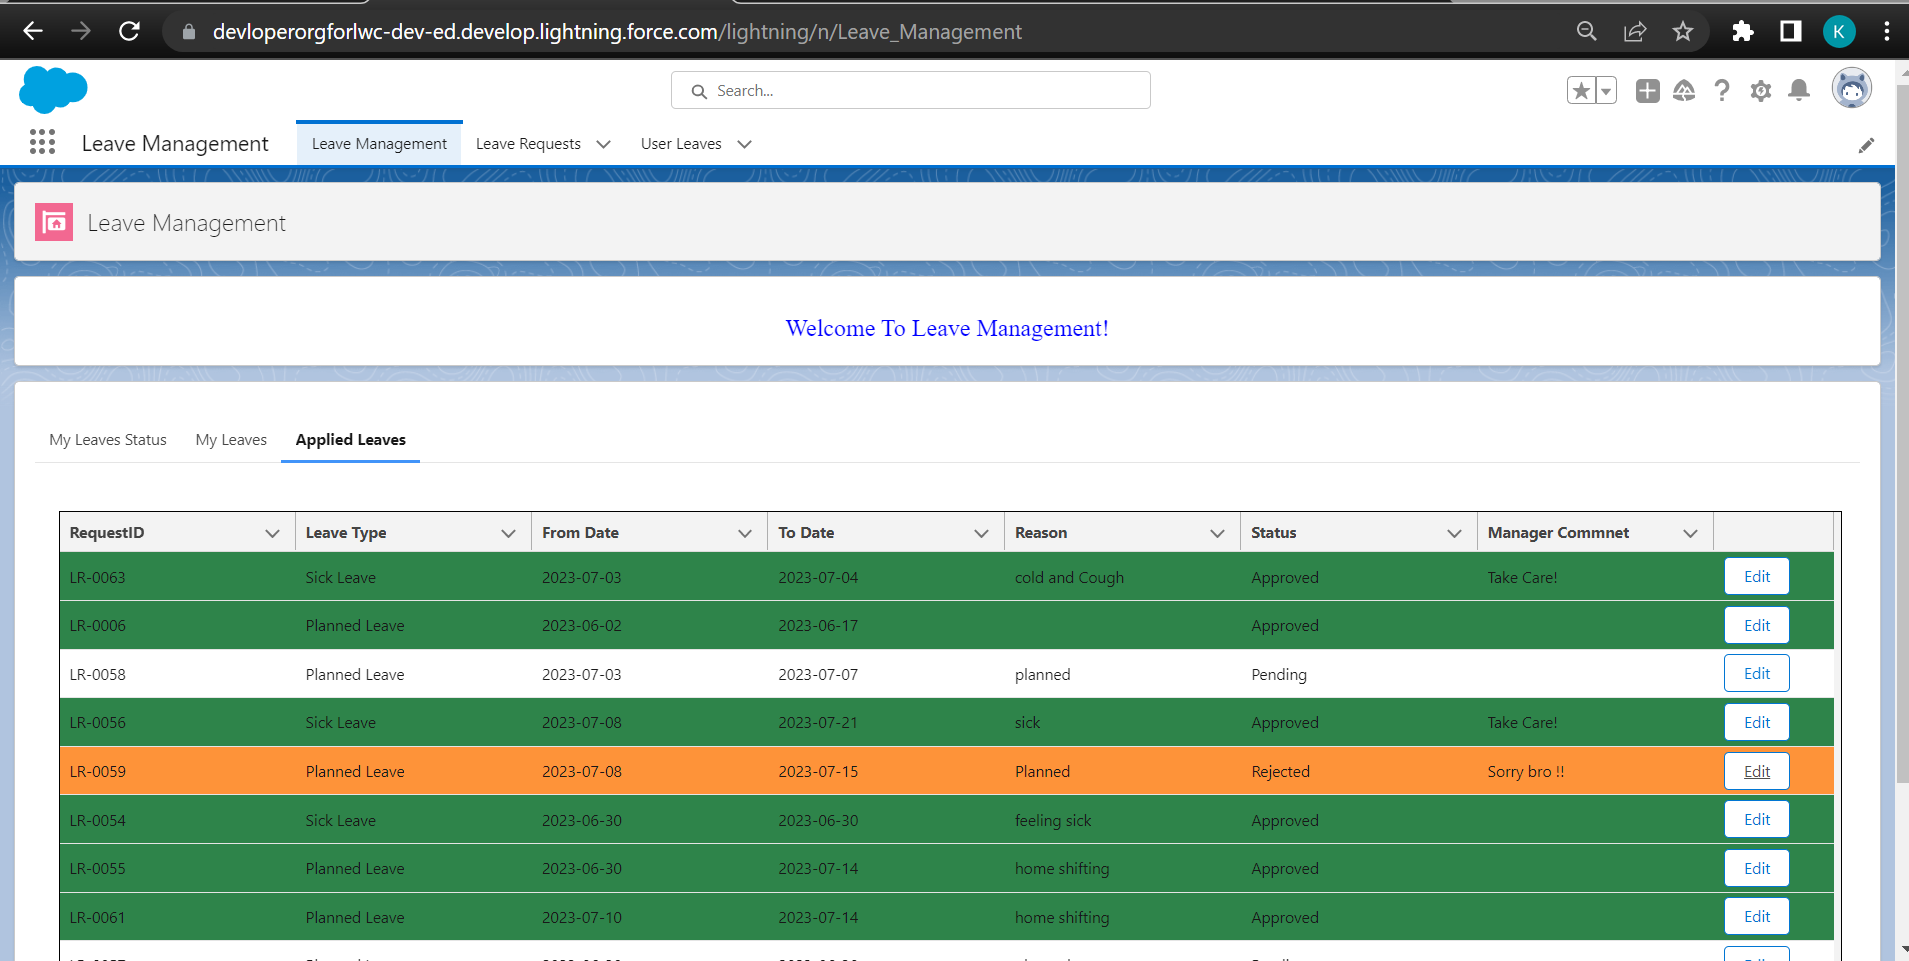 devloperorgforlwc-dev-ed.develop.lightning.force.com/lightning/n/Leave_Management
K
Search...
Leave Management Leave Management Leave Requests User Leaves
Leave Management
Welcome To Leave Management!
My Leaves Status My Leaves Applied Leaves
RequestID Leave Type From Date To Date Reason Status Manager Commnet
LR-0063 Sick Leave 2023-07-03 2023-07-04 cold and Cough Approved Take Care! Edit
LR-0006 Planned Leave 2023-06-02 2023-06-17 Approved Edit
LR-0058 Planned Leave 2023-07-03 2023-07-07 planned Pending Edit
LR-0056 Sick Leave 2023-07-08 2023-07-21 sick Approved Take Care! Edit
LR-0059 Planned Leave 2023-07-08 2023-07-15 Planned Rejected Sorry bro !! Edit
LR-0054 Sick Leave 2023-06-30 2023-06-30 feeling sick Approved Edit
LR-0055 Planned Leave 2023-06-30 2023-07-14 home shifting Approved Edit
LR-0061 Planned Leave 2023-07-10 2023-07-14 home shifting Approved Edit